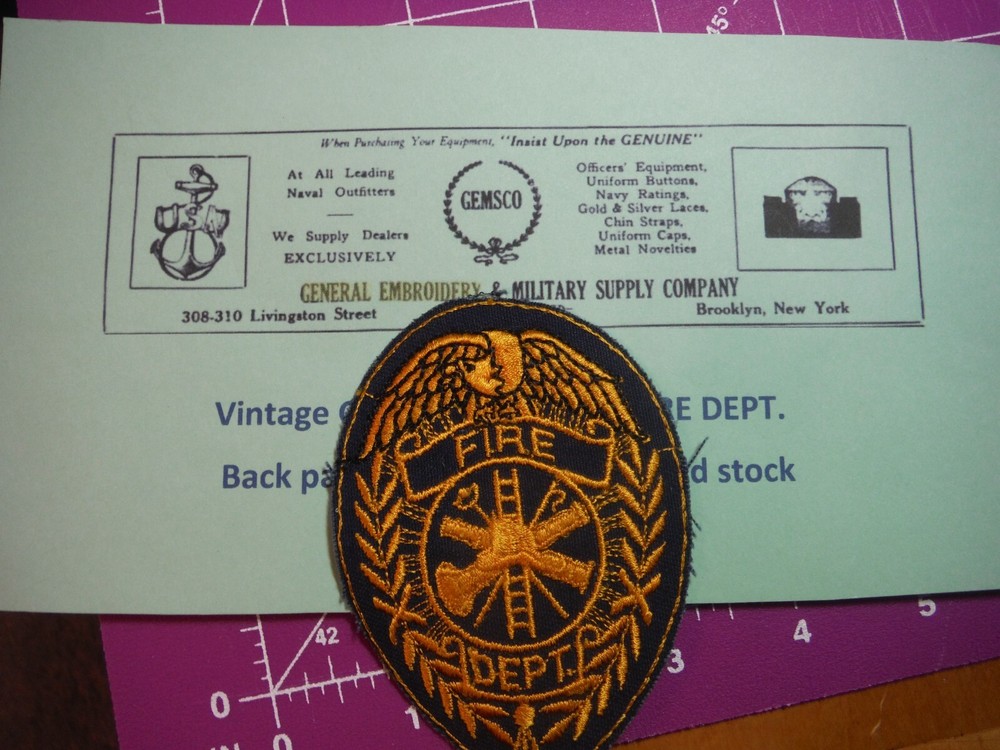 45°
When Purchasing Your Equipment, "Insist Upon the GENUINE"
At All Leading
Naval Outfitters
We Supply Dealers
EXCLUSIVELY
GEMSCO
Officers' Equipment,
Uniform Buttons,
Navy Ratings,
Gold & Silver Laces,
Chin Straps,
Uniform Caps,
Metal Novelties
GENERAL EMBROIDERY & MILITARY SUPPLY COMPANY
308-310 Livingston Street
Brooklyn, New York
Vintage
RE DEPT.
Back pa
d stock
FIRE
DEPT.
42
0
0
1
3
4
5
IN